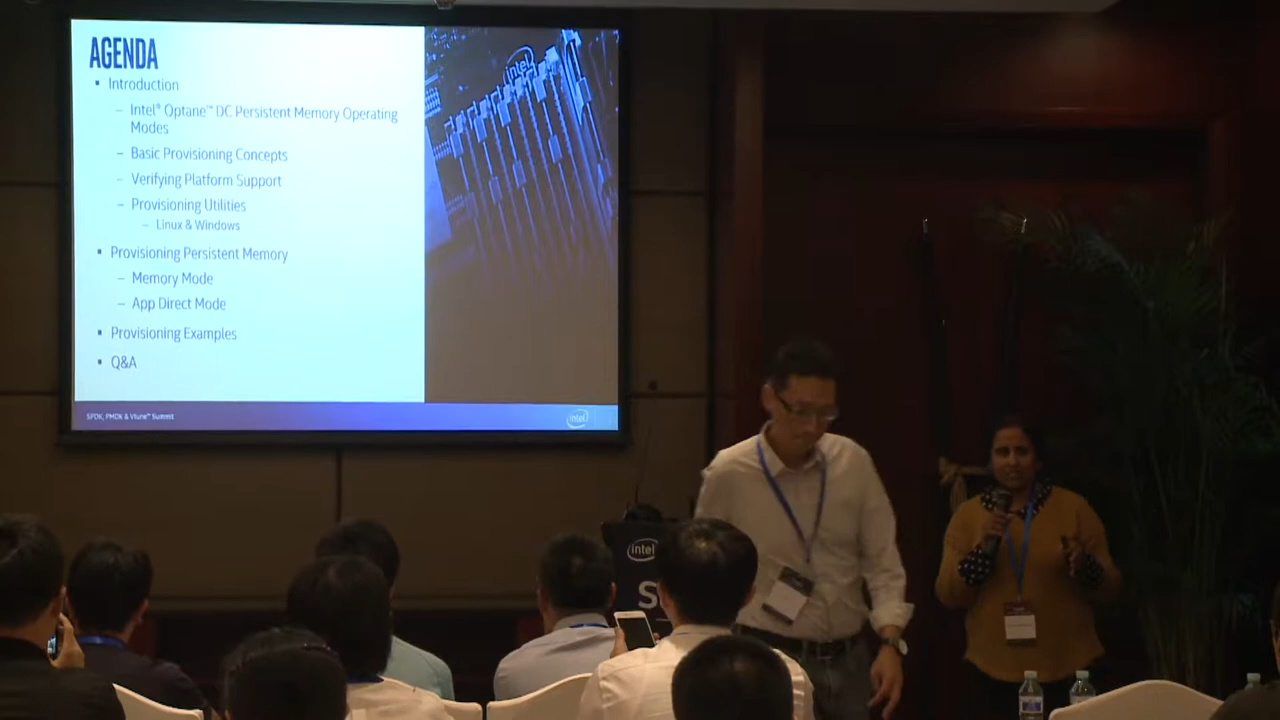 AGENDA
▪ Introduction
– Intel® Optane™ DC Persistent Memory Operating
Modes
– Basic Provisioning Concepts
– Verifying Platform Support
– Provisioning Utilities
– Linux & Windows
▪ Provisioning Persistent Memory
– Memory Mode
– App Direct Mode
▪ Provisioning Examples
▪ Q&A
SPDK, PMDK & Vtune™ Summit
intel
intel
intel